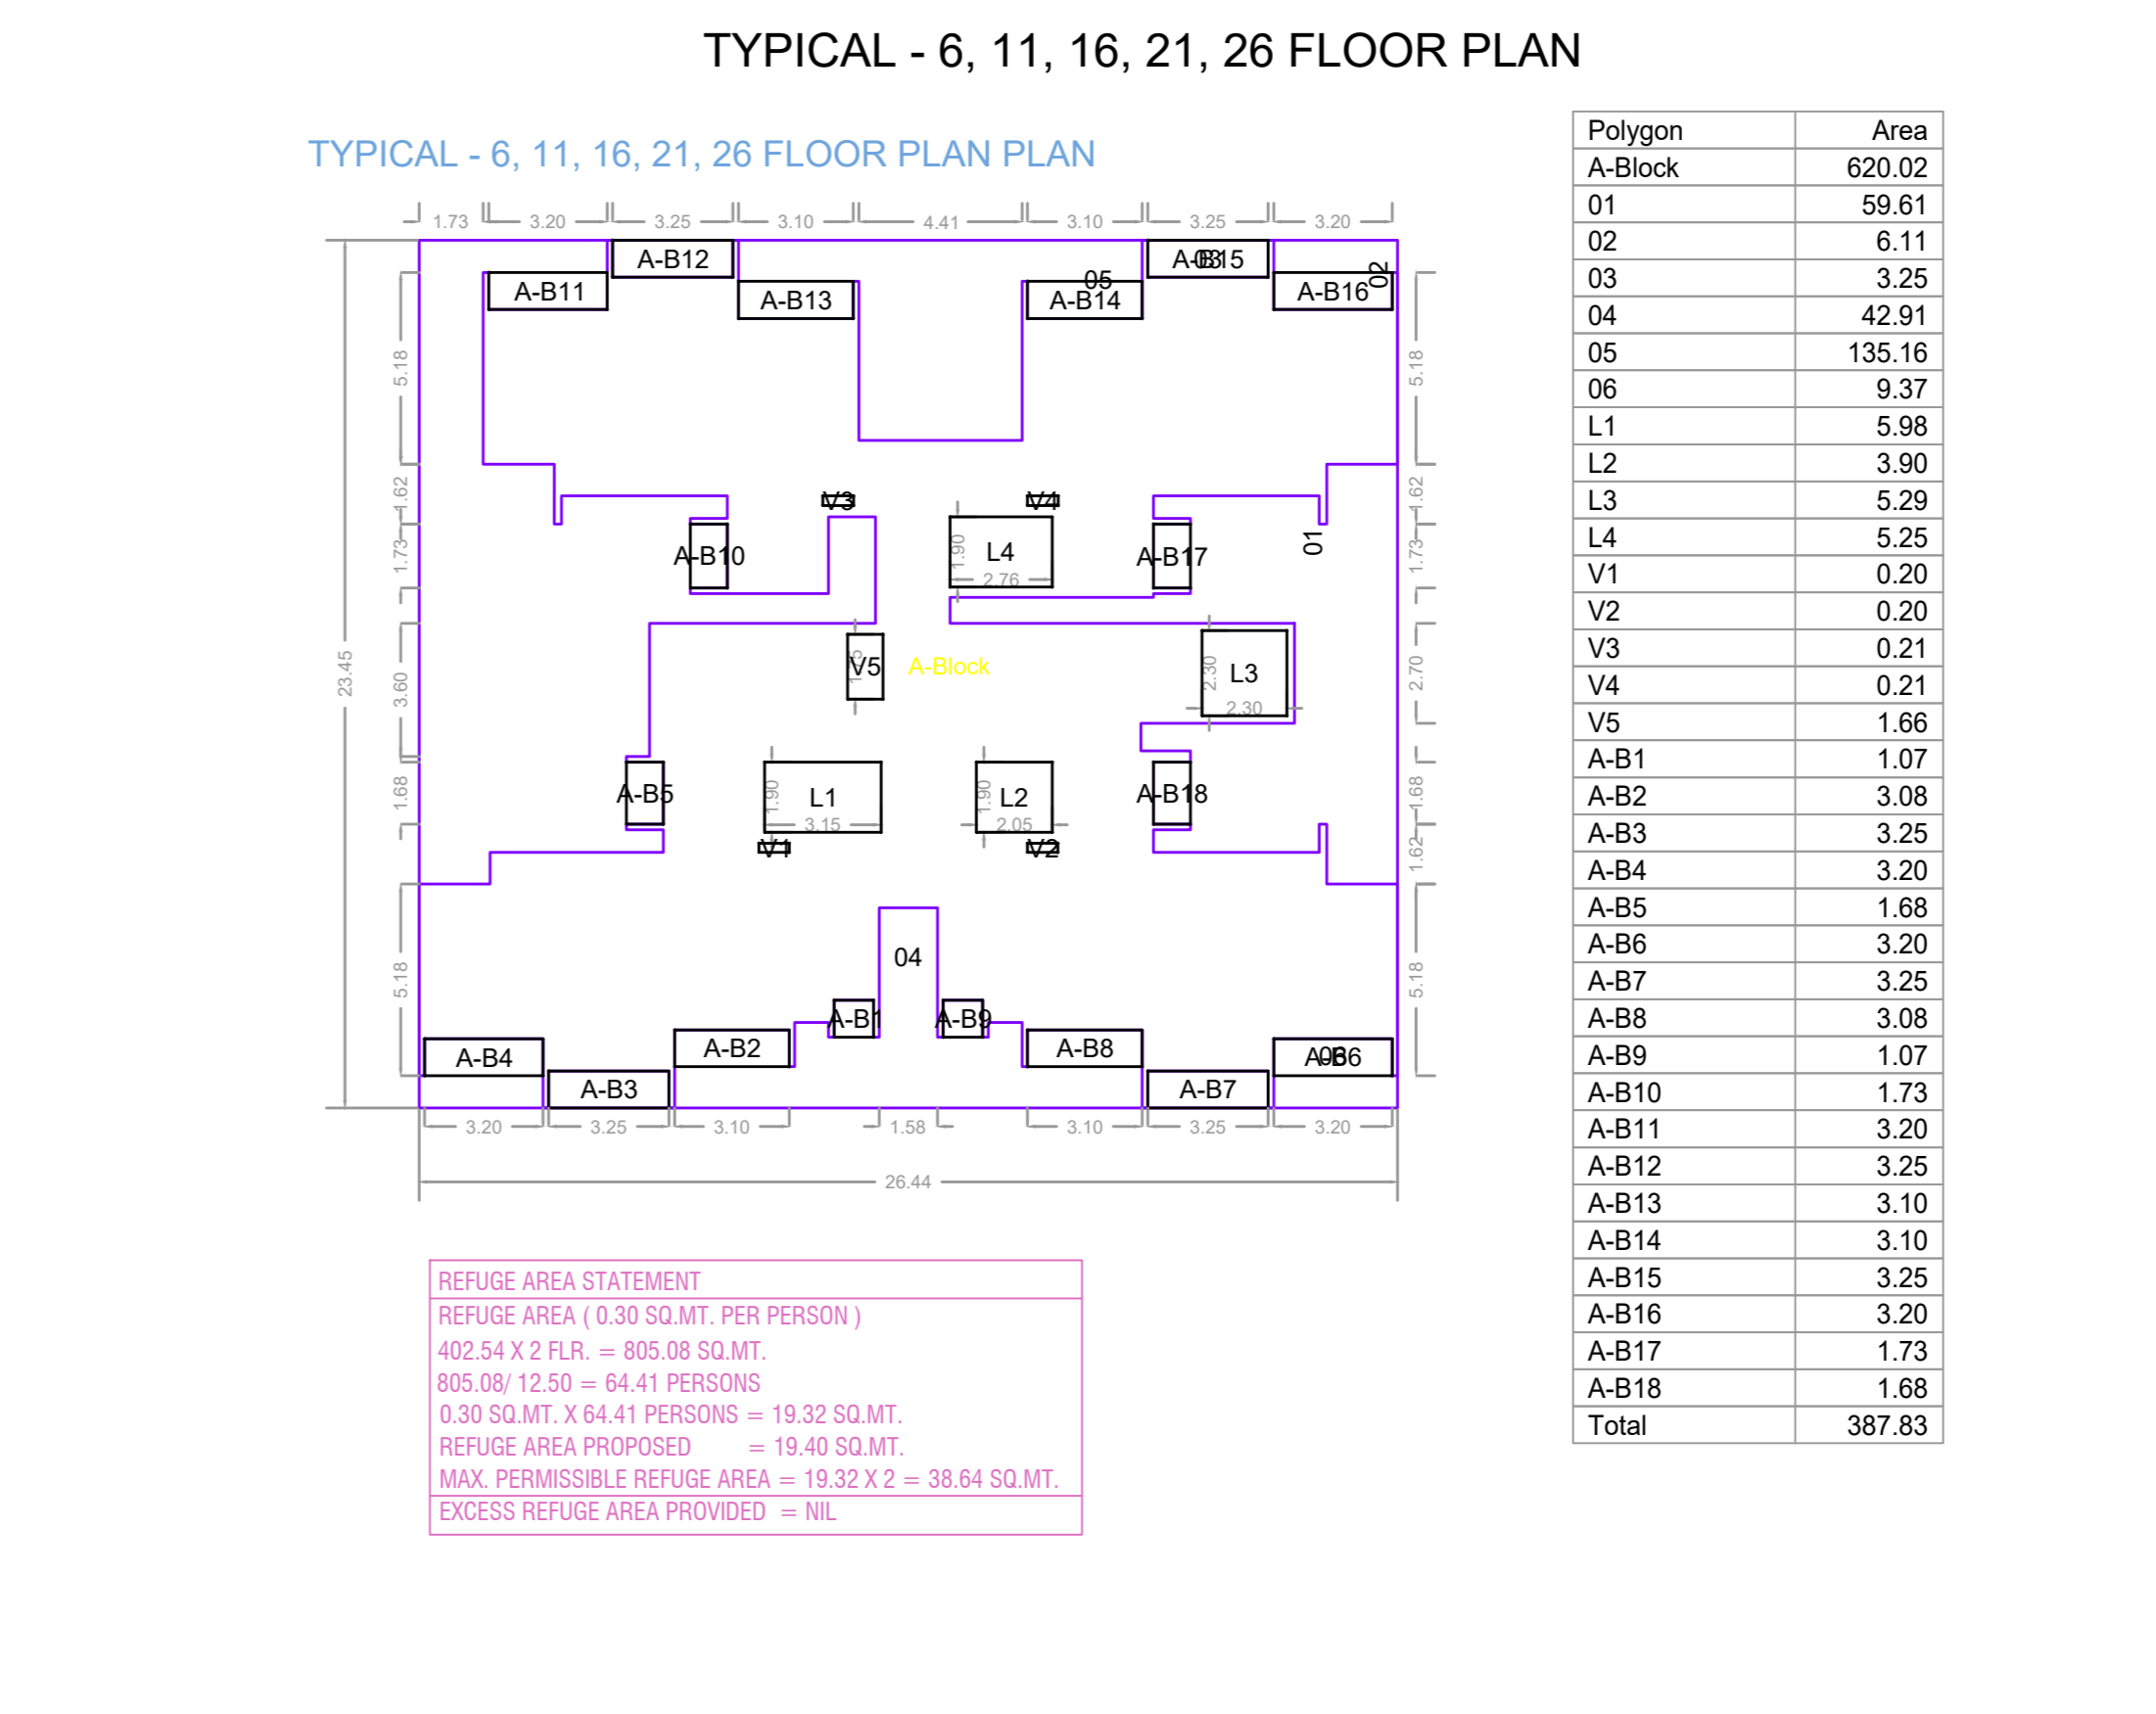 TYPICAL - 6, 11, 16, 21, 26 FLOOR PLAN
TYPICAL - 6, 11, 16, 21, 26 FLOOR PLAN PLAN
1.73 3.20 3.25 3.10 4.41 3.10 3.25 3.20
A-B12 A-B15 03
A-B11 A-B13 05 A-B14 A-B16 02
5.18 5.18
1.62 V3 V4 1.62
1.73 A-B10 1.90 L4 A-B17 01 1.73
2.76
23.45
3.60 V5 A-Block 2.30 L3 2.70
2.30
1.68 A-B5 1.90 L1 1.90 L2 A-B18 1.68
3.15 2.05
V1 V2 1.62
04
5.18 5.18
A-B1 A-B9
A-B4 A-B2 A-B8 A-B6 06
A-B3 A-B7
3.20 3.25 3.10 1.58 3.10 3.25 3.20
26.44
REFUGE AREA STATEMENT
REFUGE AREA ( 0.30 SQ.MT. PER PERSON )
402.54 X 2 FLR. = 805.08 SQ.MT.
805.08/ 12.50 = 64.41 PERSONS
0.30 SQ.MT. X 64.41 PERSONS = 19.32 SQ.MT.
REFUGE AREA PROPOSED = 19.40 SQ.MT.
MAX. PERMISSIBLE REFUGE AREA = 19.32 X 2 = 38.64 SQ.MT.
EXCESS REFUGE AREA PROVIDED = NIL
Polygon Area
A-Block 620.02
01 59.61
02 6.11
03 3.25
04 42.91
05 135.16
06 9.37
L1 5.98
L2 3.90
L3 5.29
L4 5.25
V1 0.20
V2 0.20
V3 0.21
V4 0.21
V5 1.66
A-B1 1.07
A-B2 3.08
A-B3 3.25
A-B4 3.20
A-B5 1.68
A-B6 3.20
A-B7 3.25
A-B8 3.08
A-B9 1.07
A-B10 1.73
A-B11 3.20
A-B12 3.25
A-B13 3.10
A-B14 3.10
A-B15 3.25
A-B16 3.20
A-B17 1.73
A-B18 1.68
Total 387.83